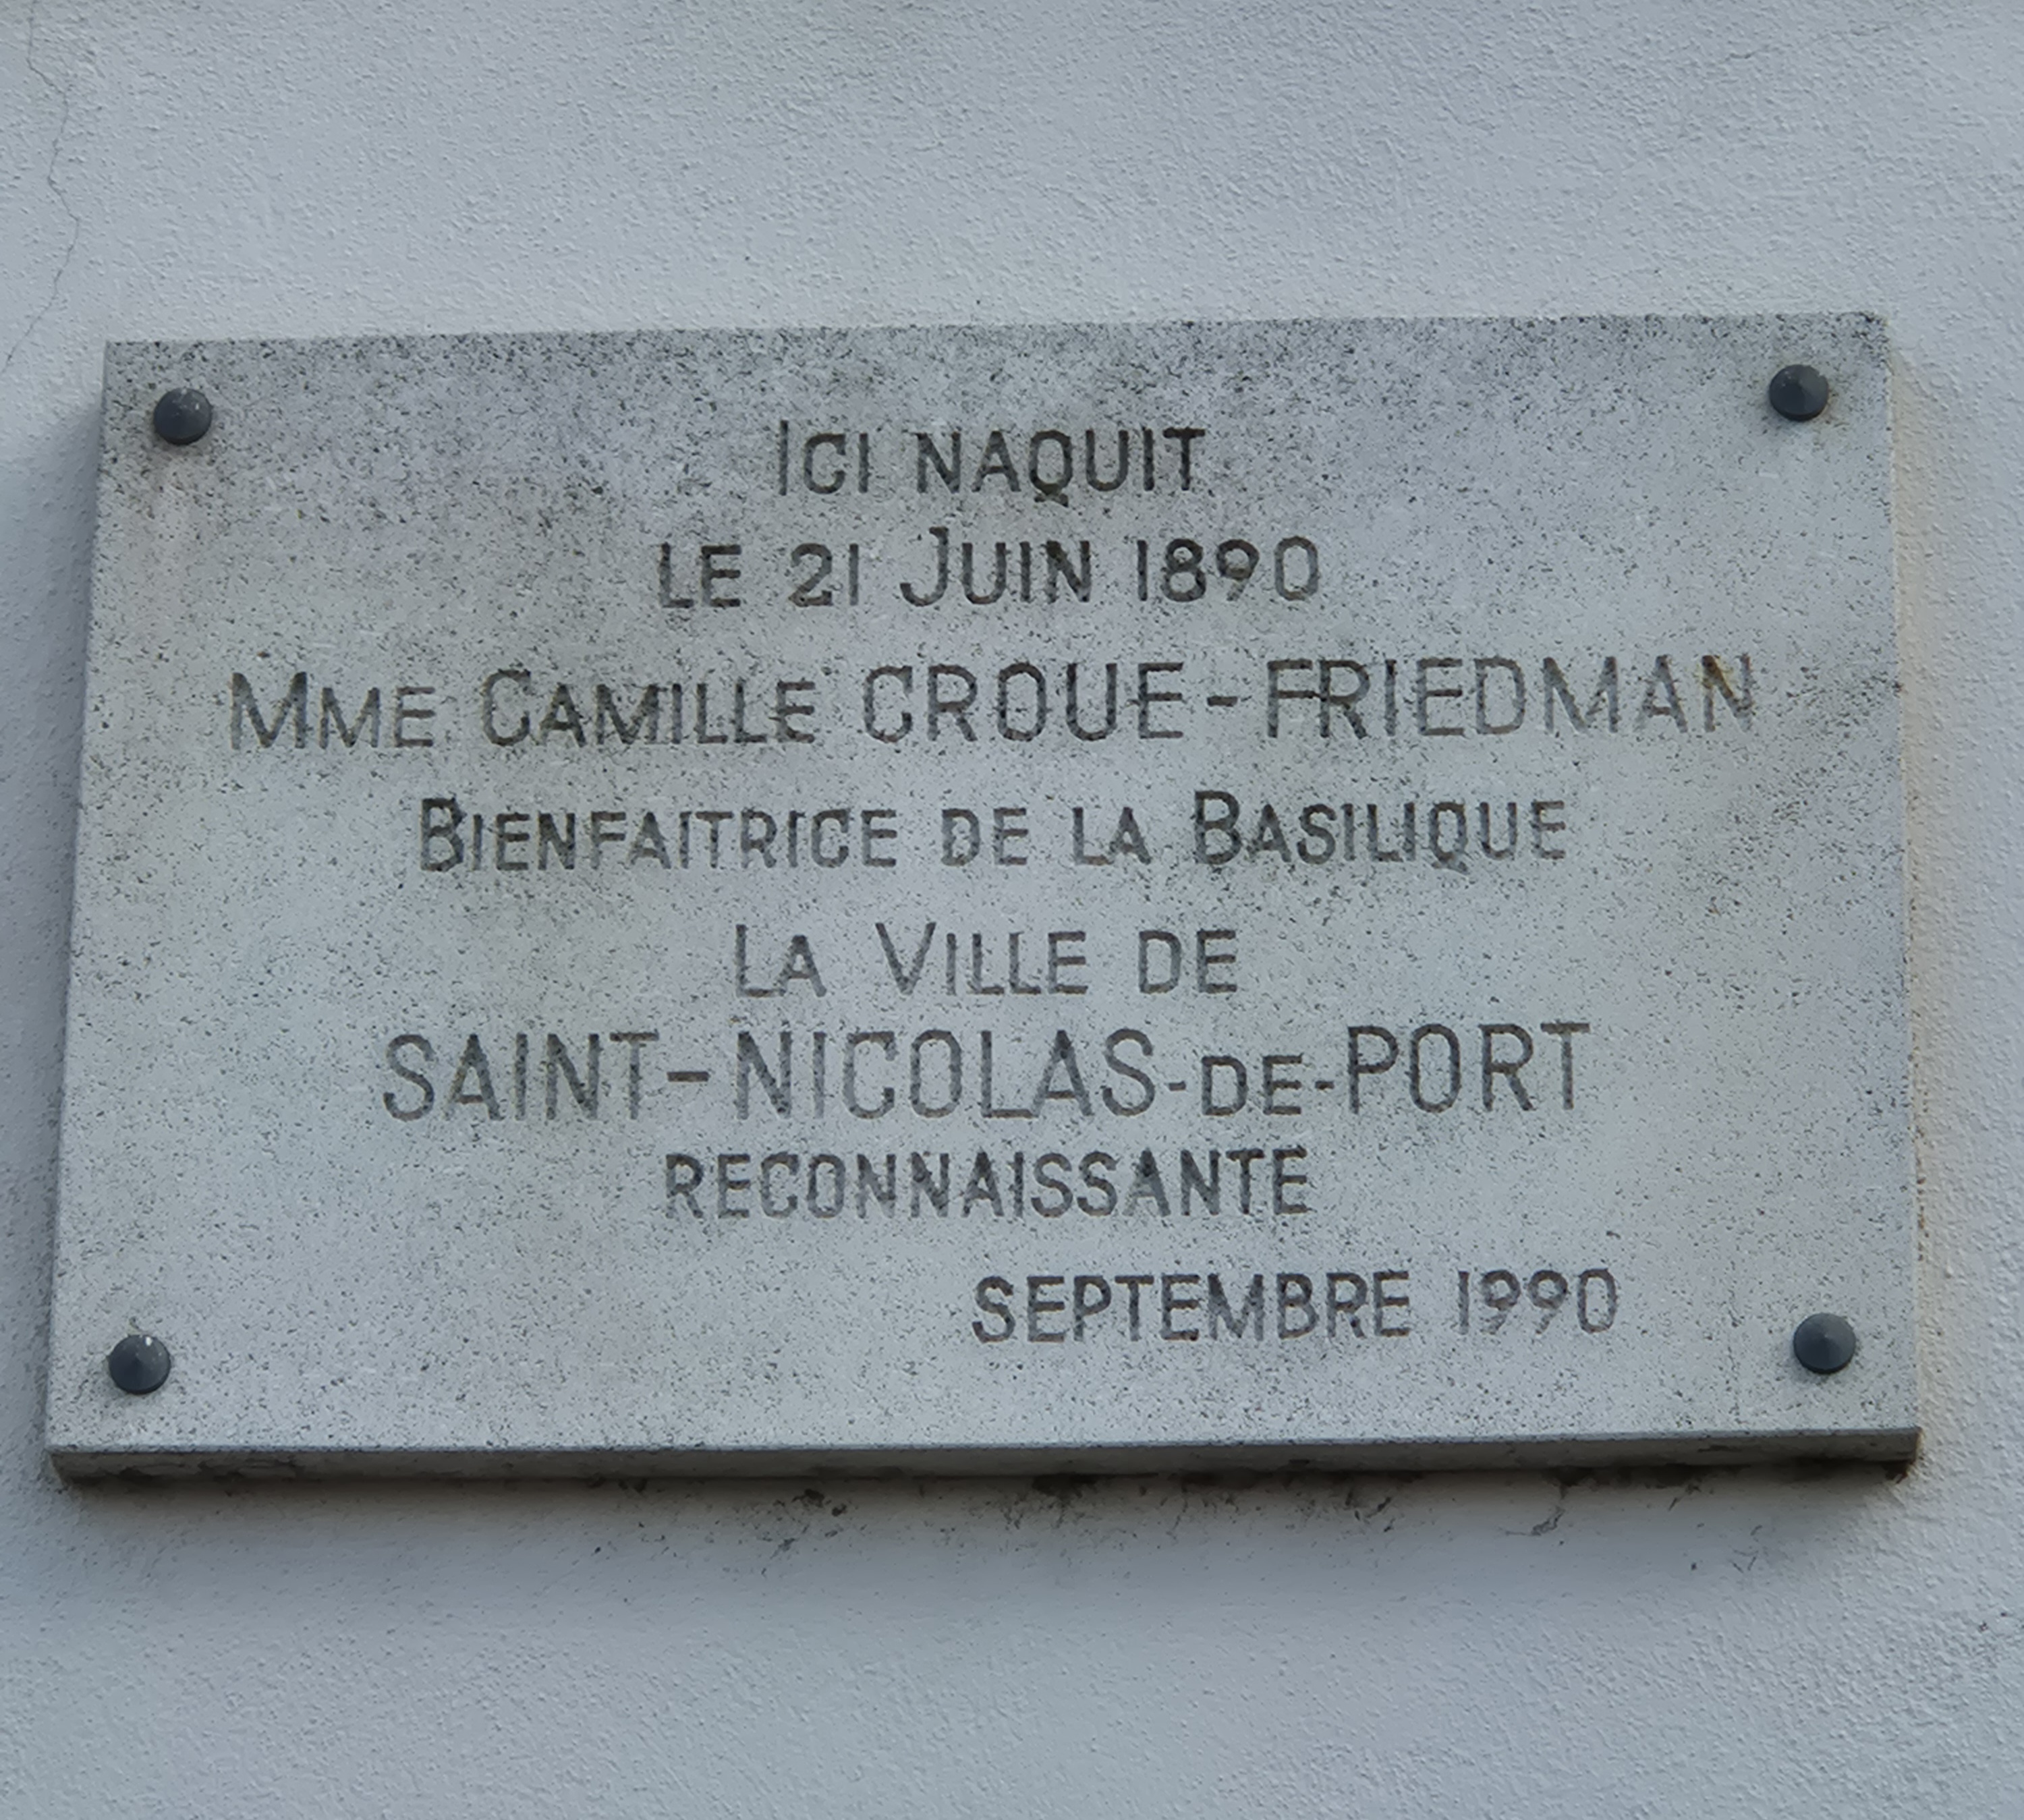 ICI NAQUIT
LE 21 JUIN 1890
MME CAMILLE CROUE-FRIEDMAN
BIENFAITRICE DE LA BASILIQUE
LA VILLE DE
SAINT-NICOLAS-DE-PORT
RECONNAISSANTE
SEPTEMBRE 1990